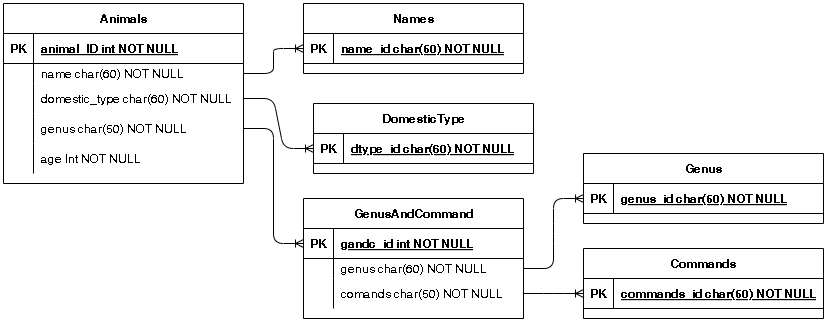 Animals
PK animal_ID int NOT NULL
name char(60) NOT NULL
domestic_type char(60) NOT NULL
genus char(50) NOT NULL
age Int NOT NULL
Names
PK name_id char(60) NOT NULL
DomesticType
PK dtype_id char(60) NOT NULL
GenusAndCommand
PK gandc_id int NOT NULL
genus char(60) NOT NULL
comands char(50) NOT NULL
Genus
PK genus_id char(60) NOT NULL
Commands
PK commands_id char(60) NOT NULL